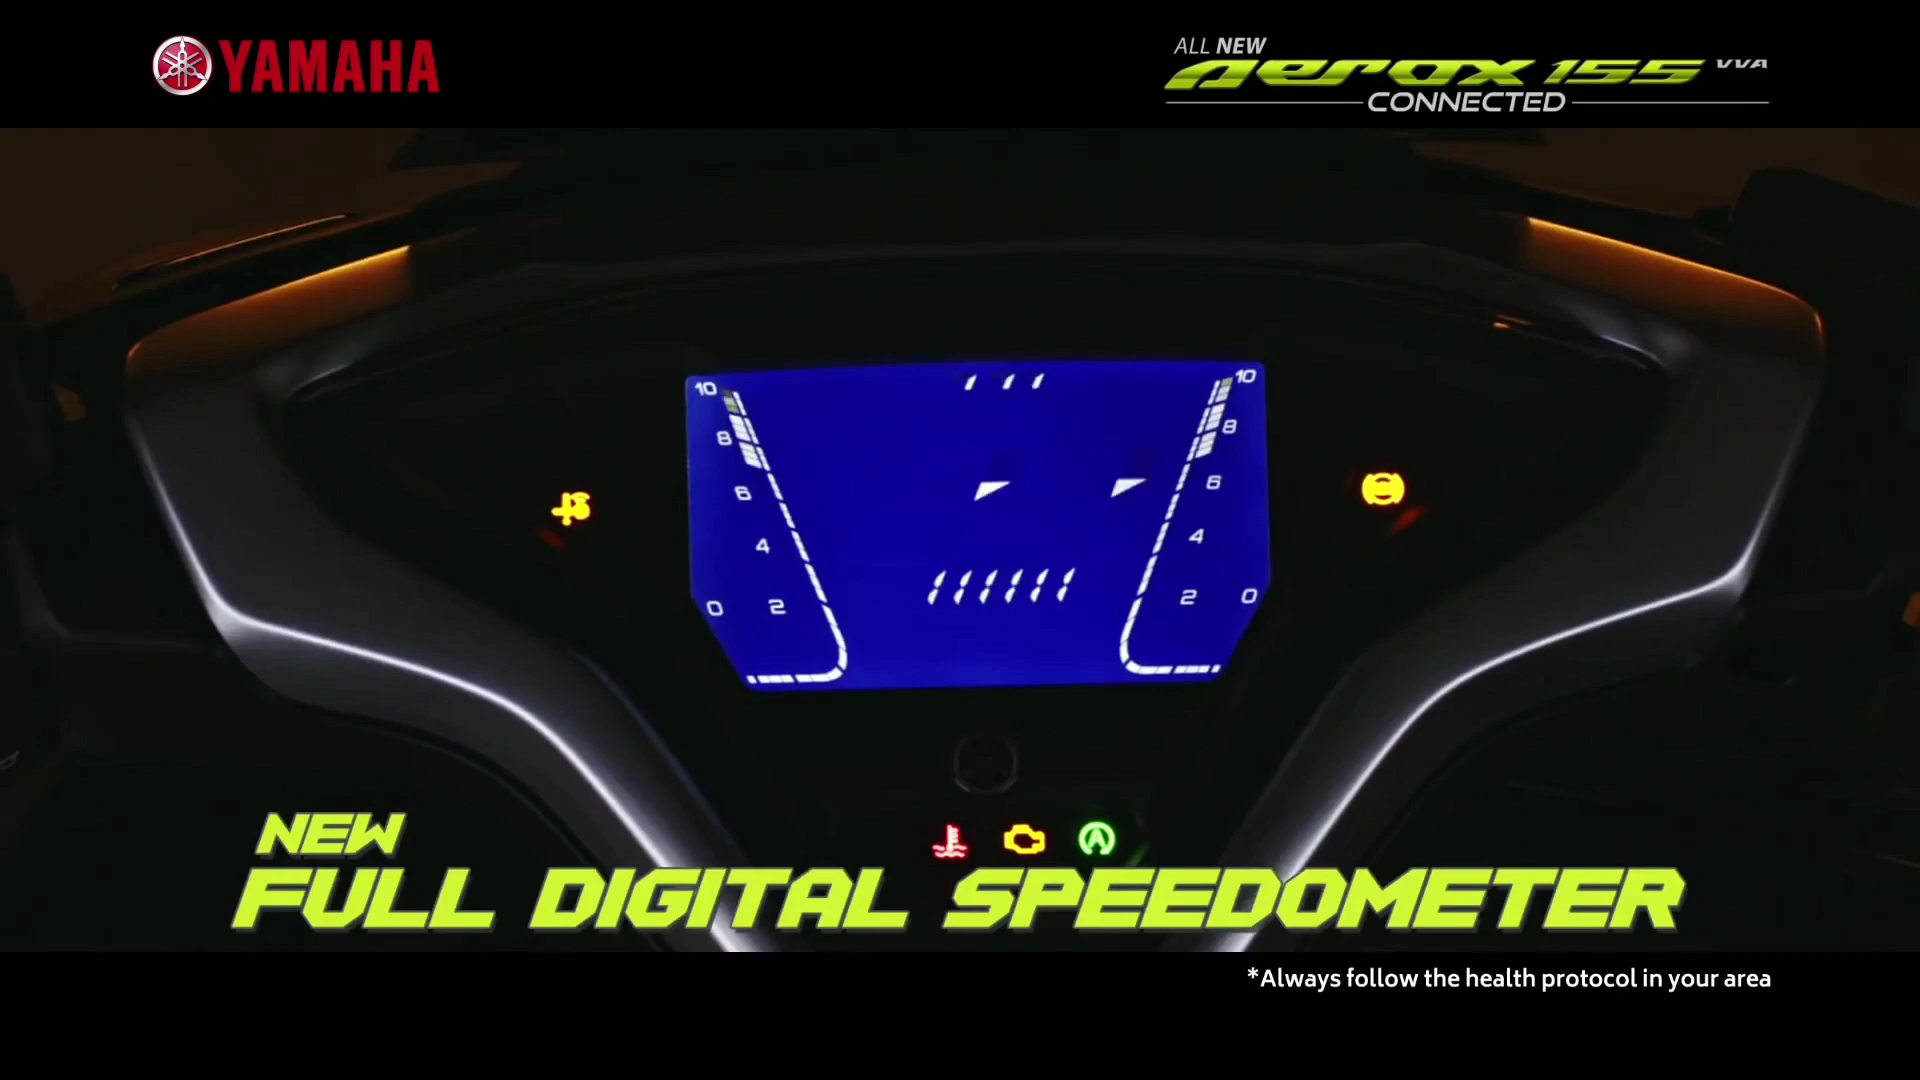 YAMAHA
ALL NEW
Aerox 155 VVA
CONNECTED
10
10
8
8
6
6
4
4
0 2
2 0
A
NEW
FULL DIGITAL SPEEDOMETER
*Always follow the health protocol in your area